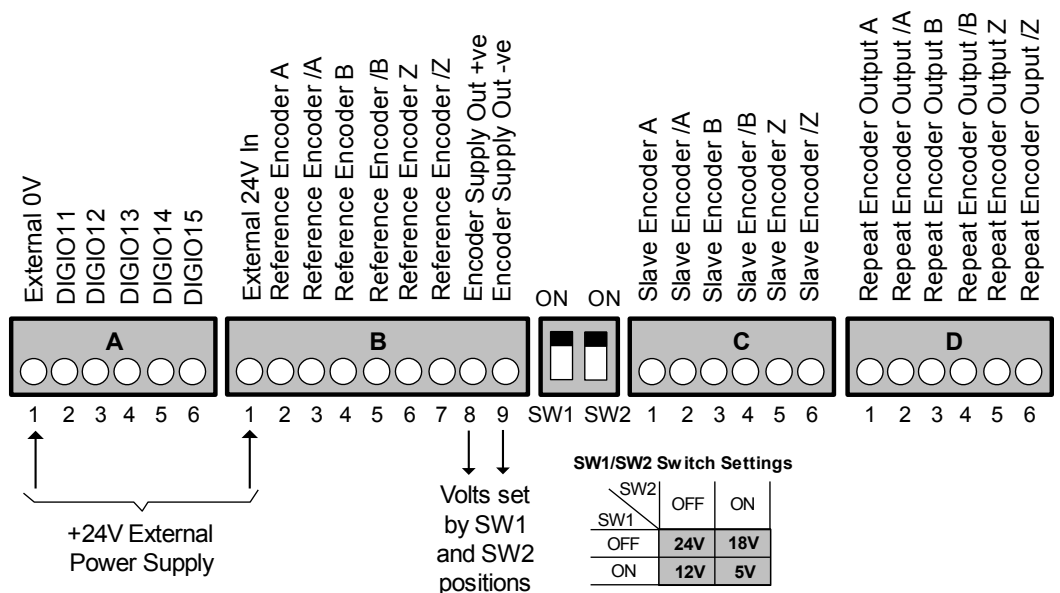 External 0V
DIGIO11
DIGIO12
DIGIO13
DIGIO14
DIGIO15
External 24V In
Reference Encoder A
Reference Encoder /A
Reference Encoder B
Reference Encoder /B
Reference Encoder Z
Reference Encoder /Z
Encoder Supply Out +ve
Encoder Supply Out -ve
ON ON
Slave Encoder A
Slave Encoder /A
Slave Encoder B
Slave Encoder /B
Slave Encoder Z
Slave Encoder /Z
Repeat Encoder Output A
Repeat Encoder Output /A
Repeat Encoder Output B
Repeat Encoder Output /B
Repeat Encoder Output Z
Repeat Encoder Ouput /Z
A B C D
1 2 3 4 5 6 1 2 3 4 5 6 7 8 9 SW1 SW2 1 2 3 4 5 6 1 2 3 4 5 6
+24V External
Power Supply
Volts set
by SW1
and SW2
positions
SW1/SW2 Switch Settings
SW2 OFF ON
SW1
OFF 24V 18V
ON 12V 5V